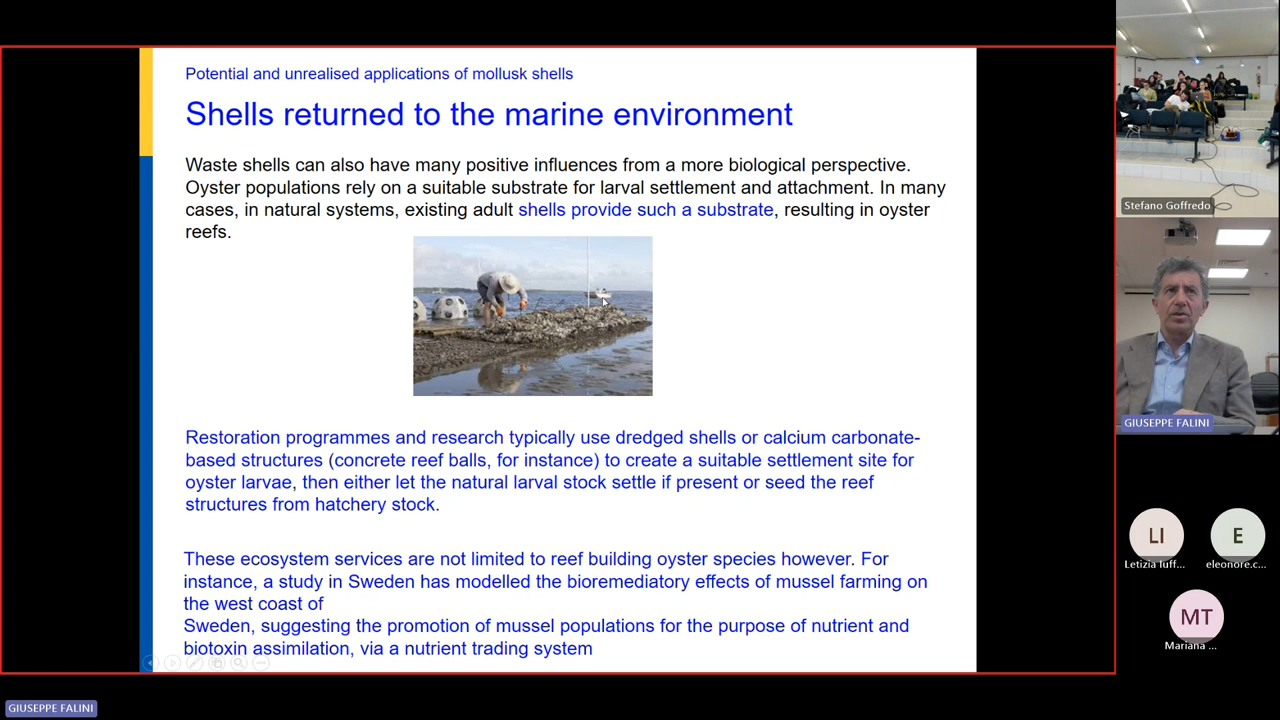 Potential and unrealised applications of mollusk shells
Shells returned to the marine environment
Waste shells can also have many positive influences from a more biological perspective.
Oyster populations rely on a suitable substrate for larval settlement and attachment. In many
cases, in natural systems, existing adult shells provide such a substrate, resulting in oyster
reefs.
Restoration programmes and research typically use dredged shells or calcium carbonate-
based structures (concrete reef balls, for instance) to create a suitable settlement site for
oyster larvae, then either let the natural larval stock settle if present or seed the reef
structures from hatchery stock.
These ecosystem services are not limited to reef building oyster species however. For
instance, a study in Sweden has modelled the bioremediatory effects of mussel farming on
the west coast of
Sweden, suggesting the promotion of mussel populations for the purpose of nutrient and
biotoxin assimilation, via a nutrient trading system
Stefano Goffredo
GIUSEPPE FALINI
LI
E
Letizia Iuff...
eleonore.c...
MT
Mariana ...
GIUSEPPE FALINI